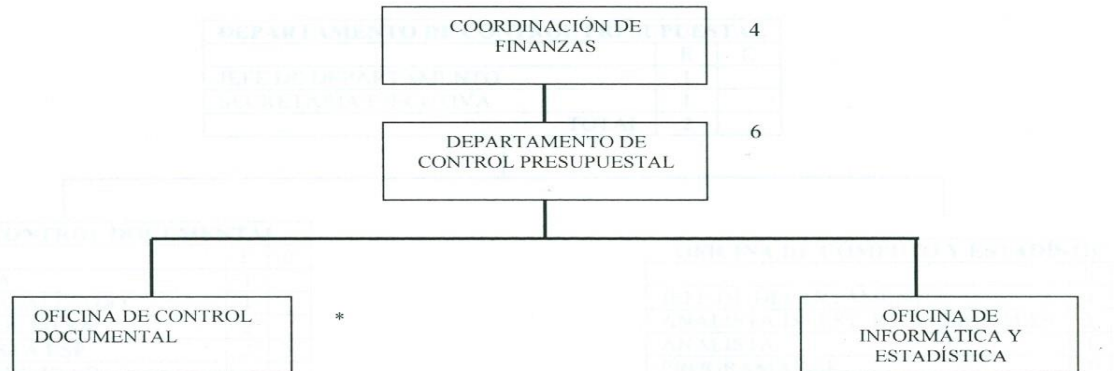 COORDINACIÓN DE
FINANZAS
4
DEPARTAMENTO DE
CONTROL PRESUPUESTAL
6
OFICINA DE CONTROL
DOCUMENTAL
*
OFICINA DE
INFORMÁTICA Y
ESTADÍSTICA